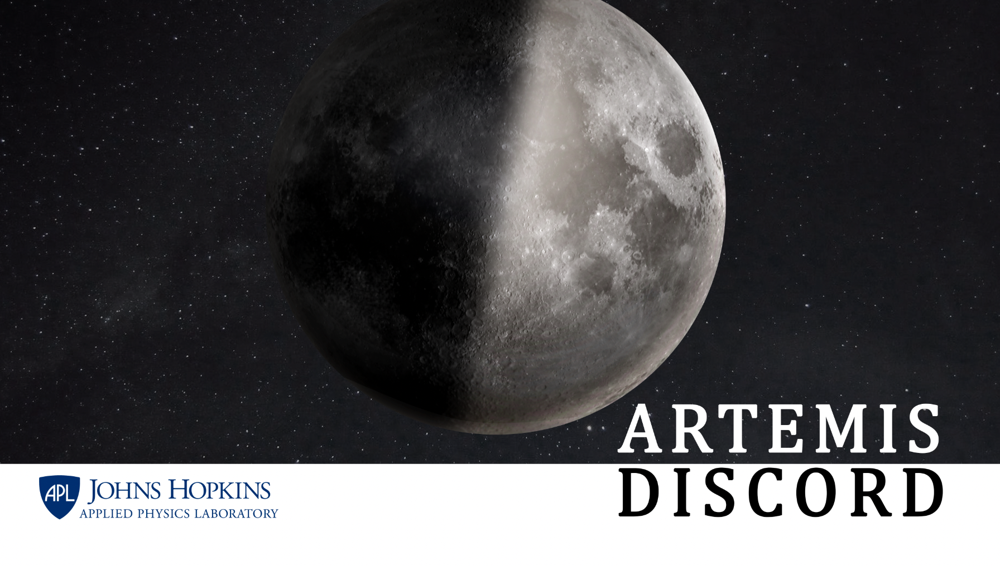 ARTEMIS
DISCORD
APL
JOHNS HOPKINS
APPLIED PHYSICS LABORATORY